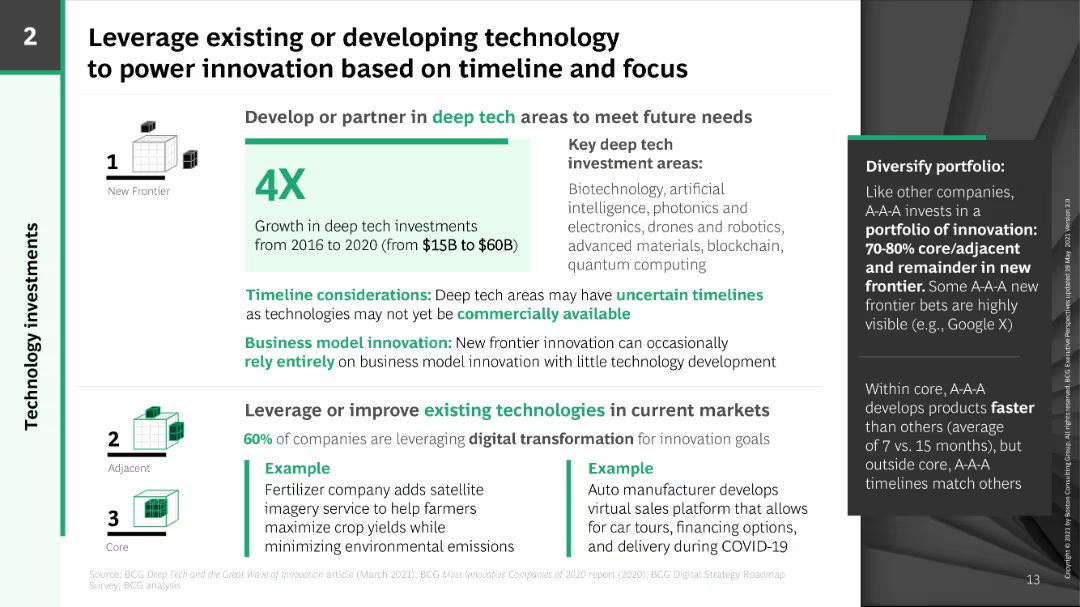 2
Leverage existing or developing technology
to power innovation based on timeline and focus
Technology investments
1
New Frontier
Develop or partner in deep tech areas to meet future needs
4X
Growth in deep tech investments
from 2016 to 2020 (from $15B to $60B)
Key deep tech
investment areas:
Biotechnology, artificial
intelligence, photonics and
electronics, drones and robotics,
advanced materials, blockchain,
quantum computing
Timeline considerations: Deep tech areas may have uncertain timelines
as technologies may not yet be commercially available
Business model innovation: New frontier innovation can occasionally
rely entirely on business model innovation with little technology development
2
Adjacent
3
Core
Leverage or improve existing technologies in current markets
60% of companies are leveraging digital transformation for innovation goals
Example
Fertilizer company adds satellite
imagery service to help farmers
maximize crop yields while
minimizing environmental emissions
Example
Auto manufacturer develops
virtual sales platform that allows
for car tours, financing options,
and delivery during COVID-19
Diversify portfolio:
Like other companies,
A-A-A invests in a
portfolio of innovation:
70-80% core/adjacent
and remainder in new
frontier. Some A-A-A new
frontier bets are highly
visible (e.g., Google X)
Within core, A-A-A
develops products faster
than others (average
of 7 vs. 15 months), but
outside core, A-A-A
timelines match others
Source: BCG Deep Tech and the Great Wave of Innovation article (March 2021); BCG Most Innovative Companies of 2020 report (2020); BCG Digital Strategy Roadmap
Survey; BCG analysis
13
Copyright © 2021 by Boston Consulting Group. All rights reserved. BCG Executive Perspectives updated 19 May 2021 Version 2.0